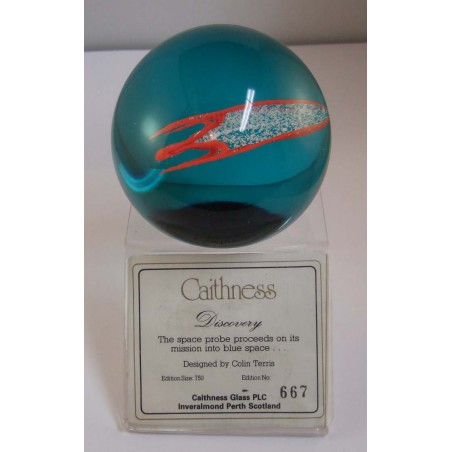 Caithness
Discovery
The space probe proceeds on its
mission into blue space . . .
Designed by Colin Terris
Edition Size: 750 Edition No: 667
Caithness Glass PLC
Inveralmond Perth Scotland